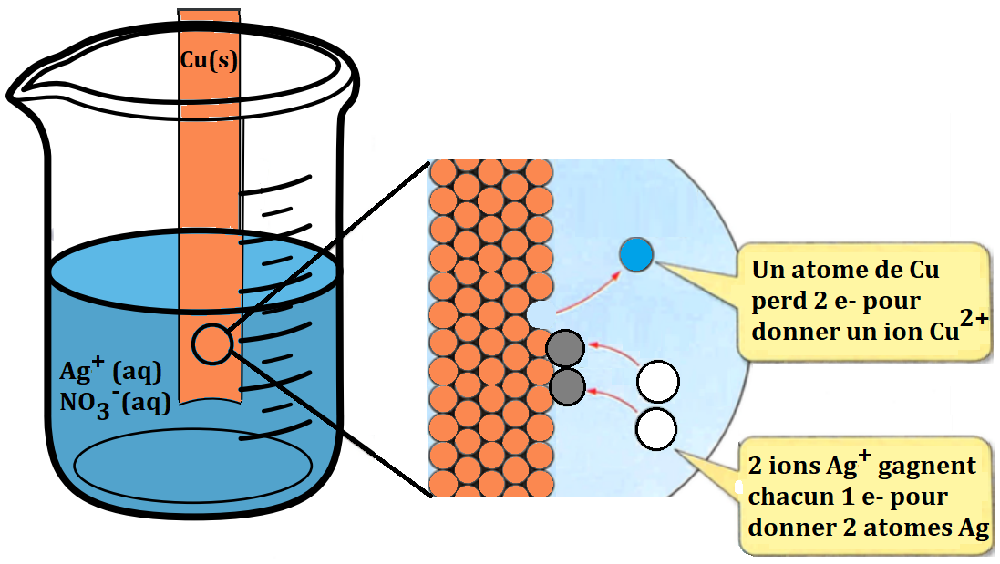 Cu(s)
Ag+ (aq)
NO3-(aq)
Un atome de Cu
perd 2 e- pour
donner un ion Cu2+
2 ions Ag+ gagnent
chacun 1 e- pour
donner 2 atomes Ag